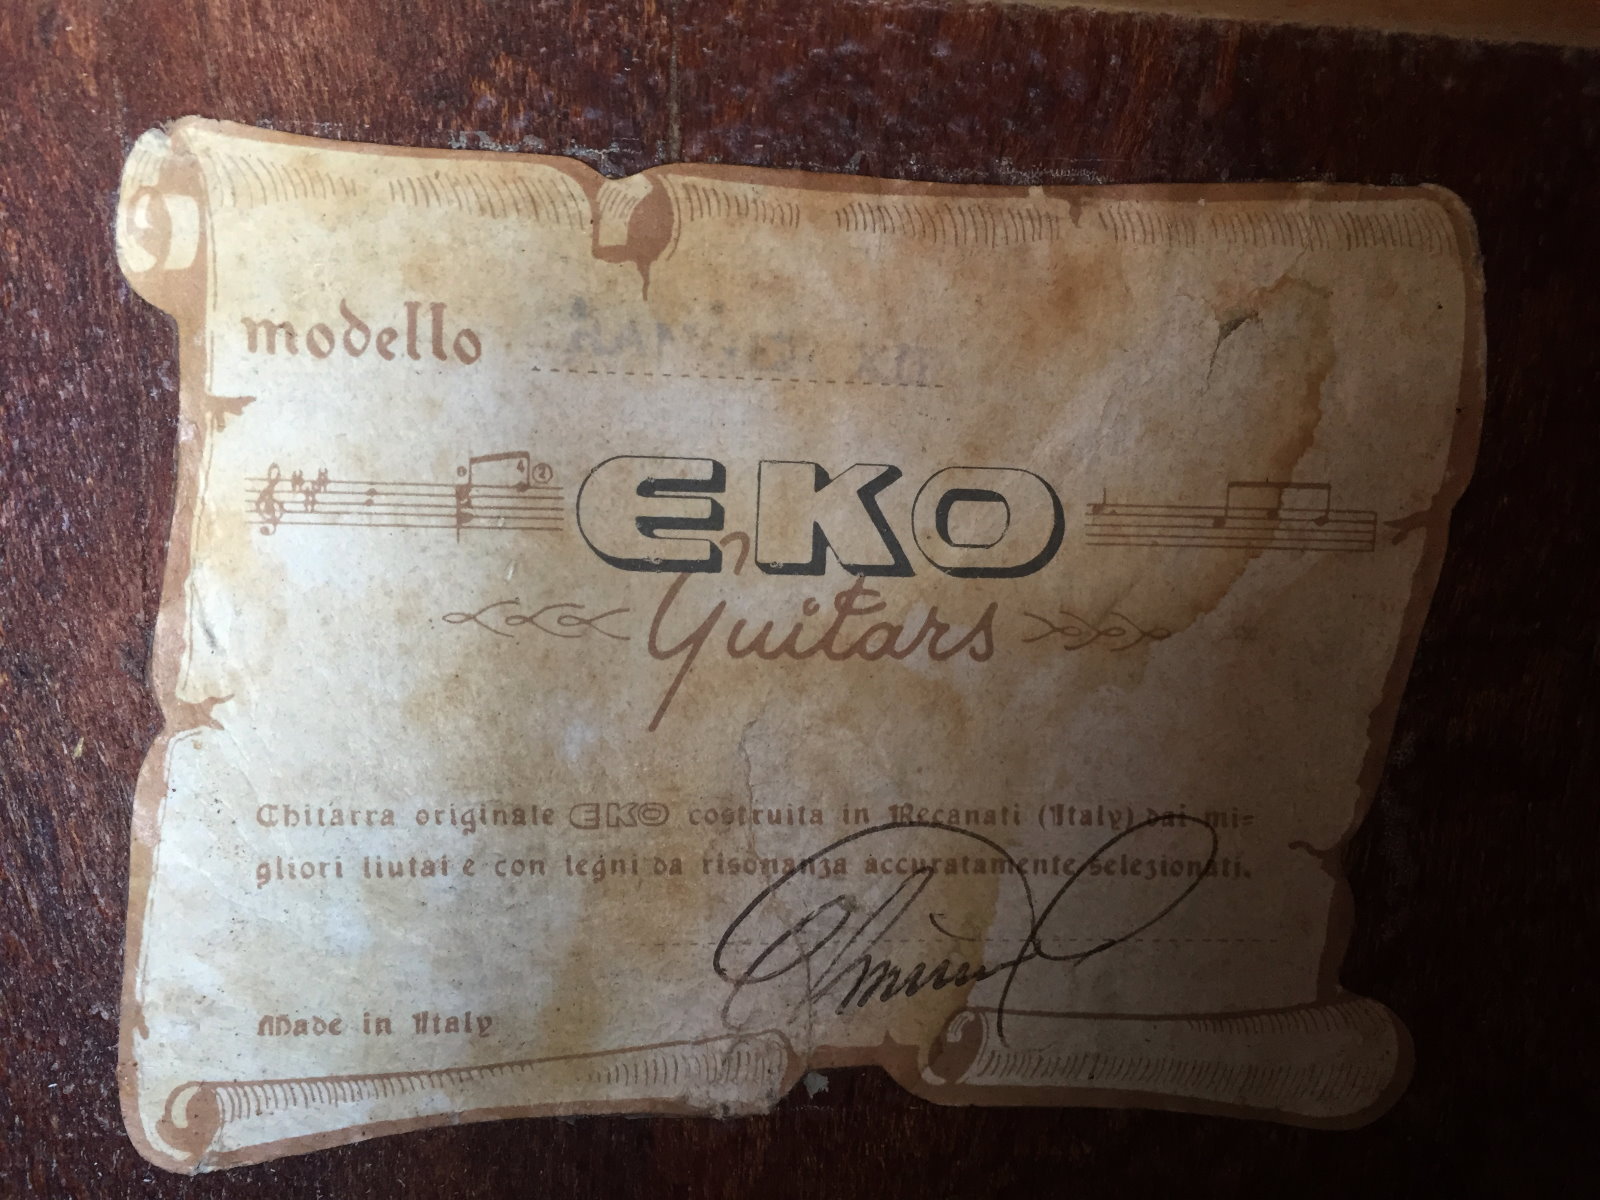 modello XII
EKO
Guitars
Chitarra originale EKO costruita in Recanati (Italy) dai mi=
gliori liutai e con legni da risonanza accuratamente selezionati.
Made in Italy